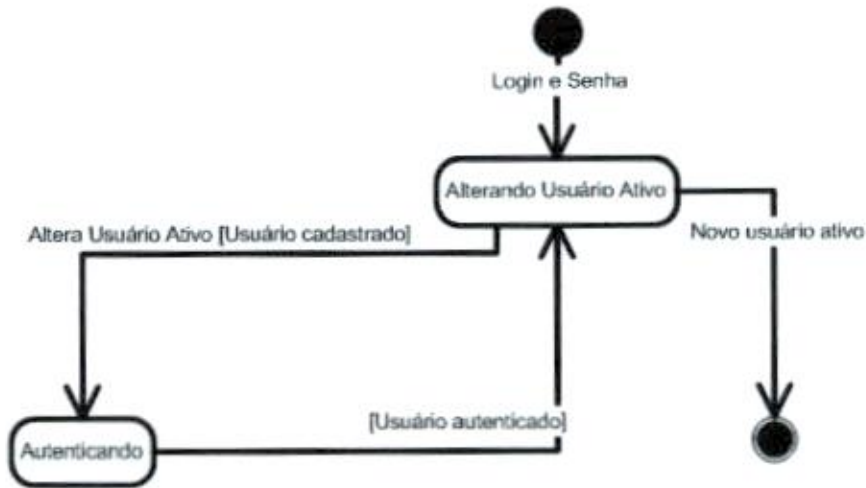 Login e Senha
Alterando Usuário Ativo
Altera Usuário Ativo [Usuário cadastrado]
Novo usuário ativo
[Usuário autenticado]
Autenticando